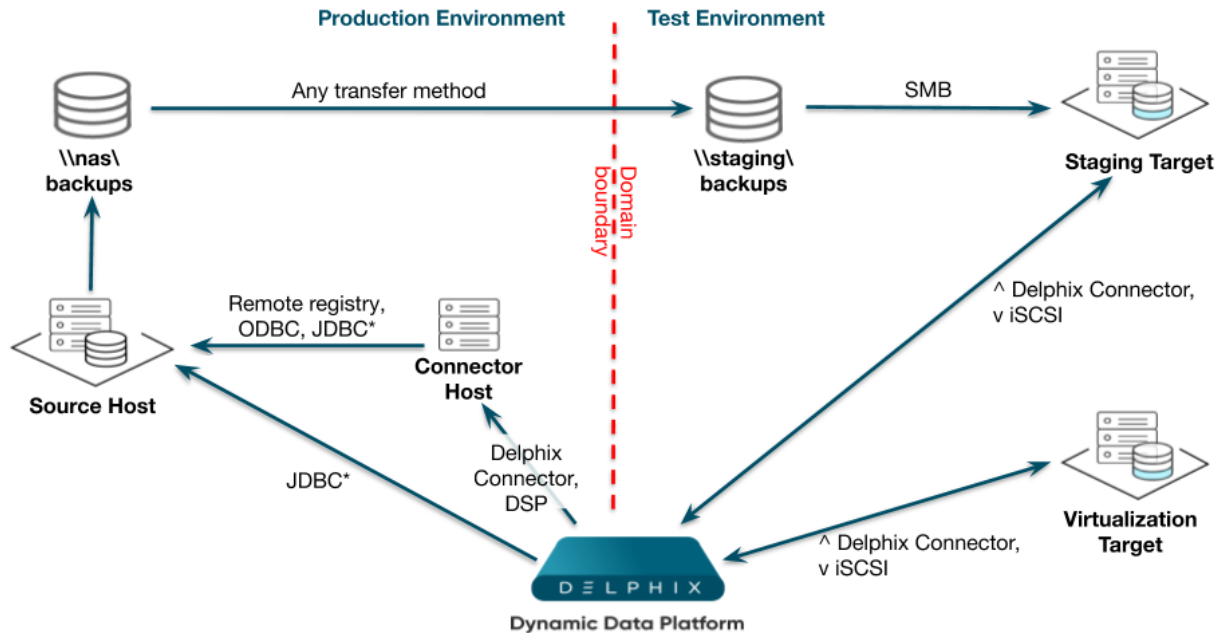 Production Environment
Test Environment
Any transfer method
SMB
\\nas\
backups
\\staging\
backups
Staging Target
Domain
boundary
Remote registry,
ODBC, JDBC*
Connector
Host
Source Host
^ Delphix Connector,
v iSCSI
JDBC*
Delphix
Connector,
DSP
^ Delphix Connector,
v iSCSI
Virtualization
Target
DELPHIX
Dynamic Data Platform